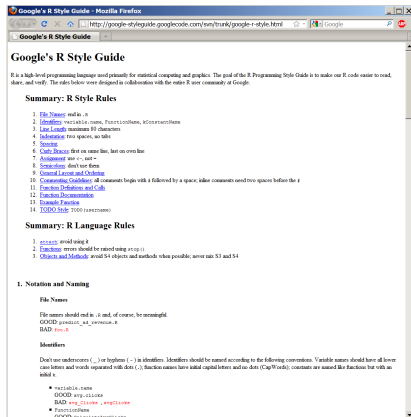 Google's R Style Guide - Mozilla Firefox
http://google-styleguide.googlecode.com/svn/trunk/google-r-style.html
Google
Google's R Style Guide
Google's R Style Guide
R is a high-level programming language used primarily for statistical computing and graphics. The goal of the R Programming Style Guide is to make our R code easier to read,
share, and verify. The rules below were designed in collaboration with the entire R user community at Google.
Summary: R Style Rules
1. File Names: end in .R
2. Identifiers: variable.name, FunctionName, kConstantName
3. Line Length: maximum 80 characters
4. Indentation: two spaces, no tabs
5. Spacing
6. Curly Braces: first on same line, last on own line
7. Assignment: use <-, not =
8. Semicolons: don't use them
9. General Layout and Ordering
10. Commenting Guidelines: all comments begin with # followed by a space; inline comments need two spaces before the #
11. Function Definitions and Calls
12. Function Documentation
13. Example Function
14. TODO Style: TODO(username)
Summary: R Language Rules
1. attach: avoid using it
2. Functions: errors should be raised using stop()
3. Objects and Methods: avoid S4 objects and methods when possible; never mix S3 and S4
1. Notation and Naming
File Names
File names should end in .R and, of course, be meaningful.
GOOD: predict_ad_revenue.R
BAD: foo.R
Identifiers
Don't use underscores ( _ ) or hyphens ( - ) in identifiers. Identifiers should be named according to the following conventions. Variable names should have all lower
case letters and words separated with dots (.); function names have initial capital letters and no dots (CapWords); constants are named like functions but with an
initial k.
variable.name
GOOD: avg.clicks
BAD: avg_Clicks , avgClicks
FunctionName